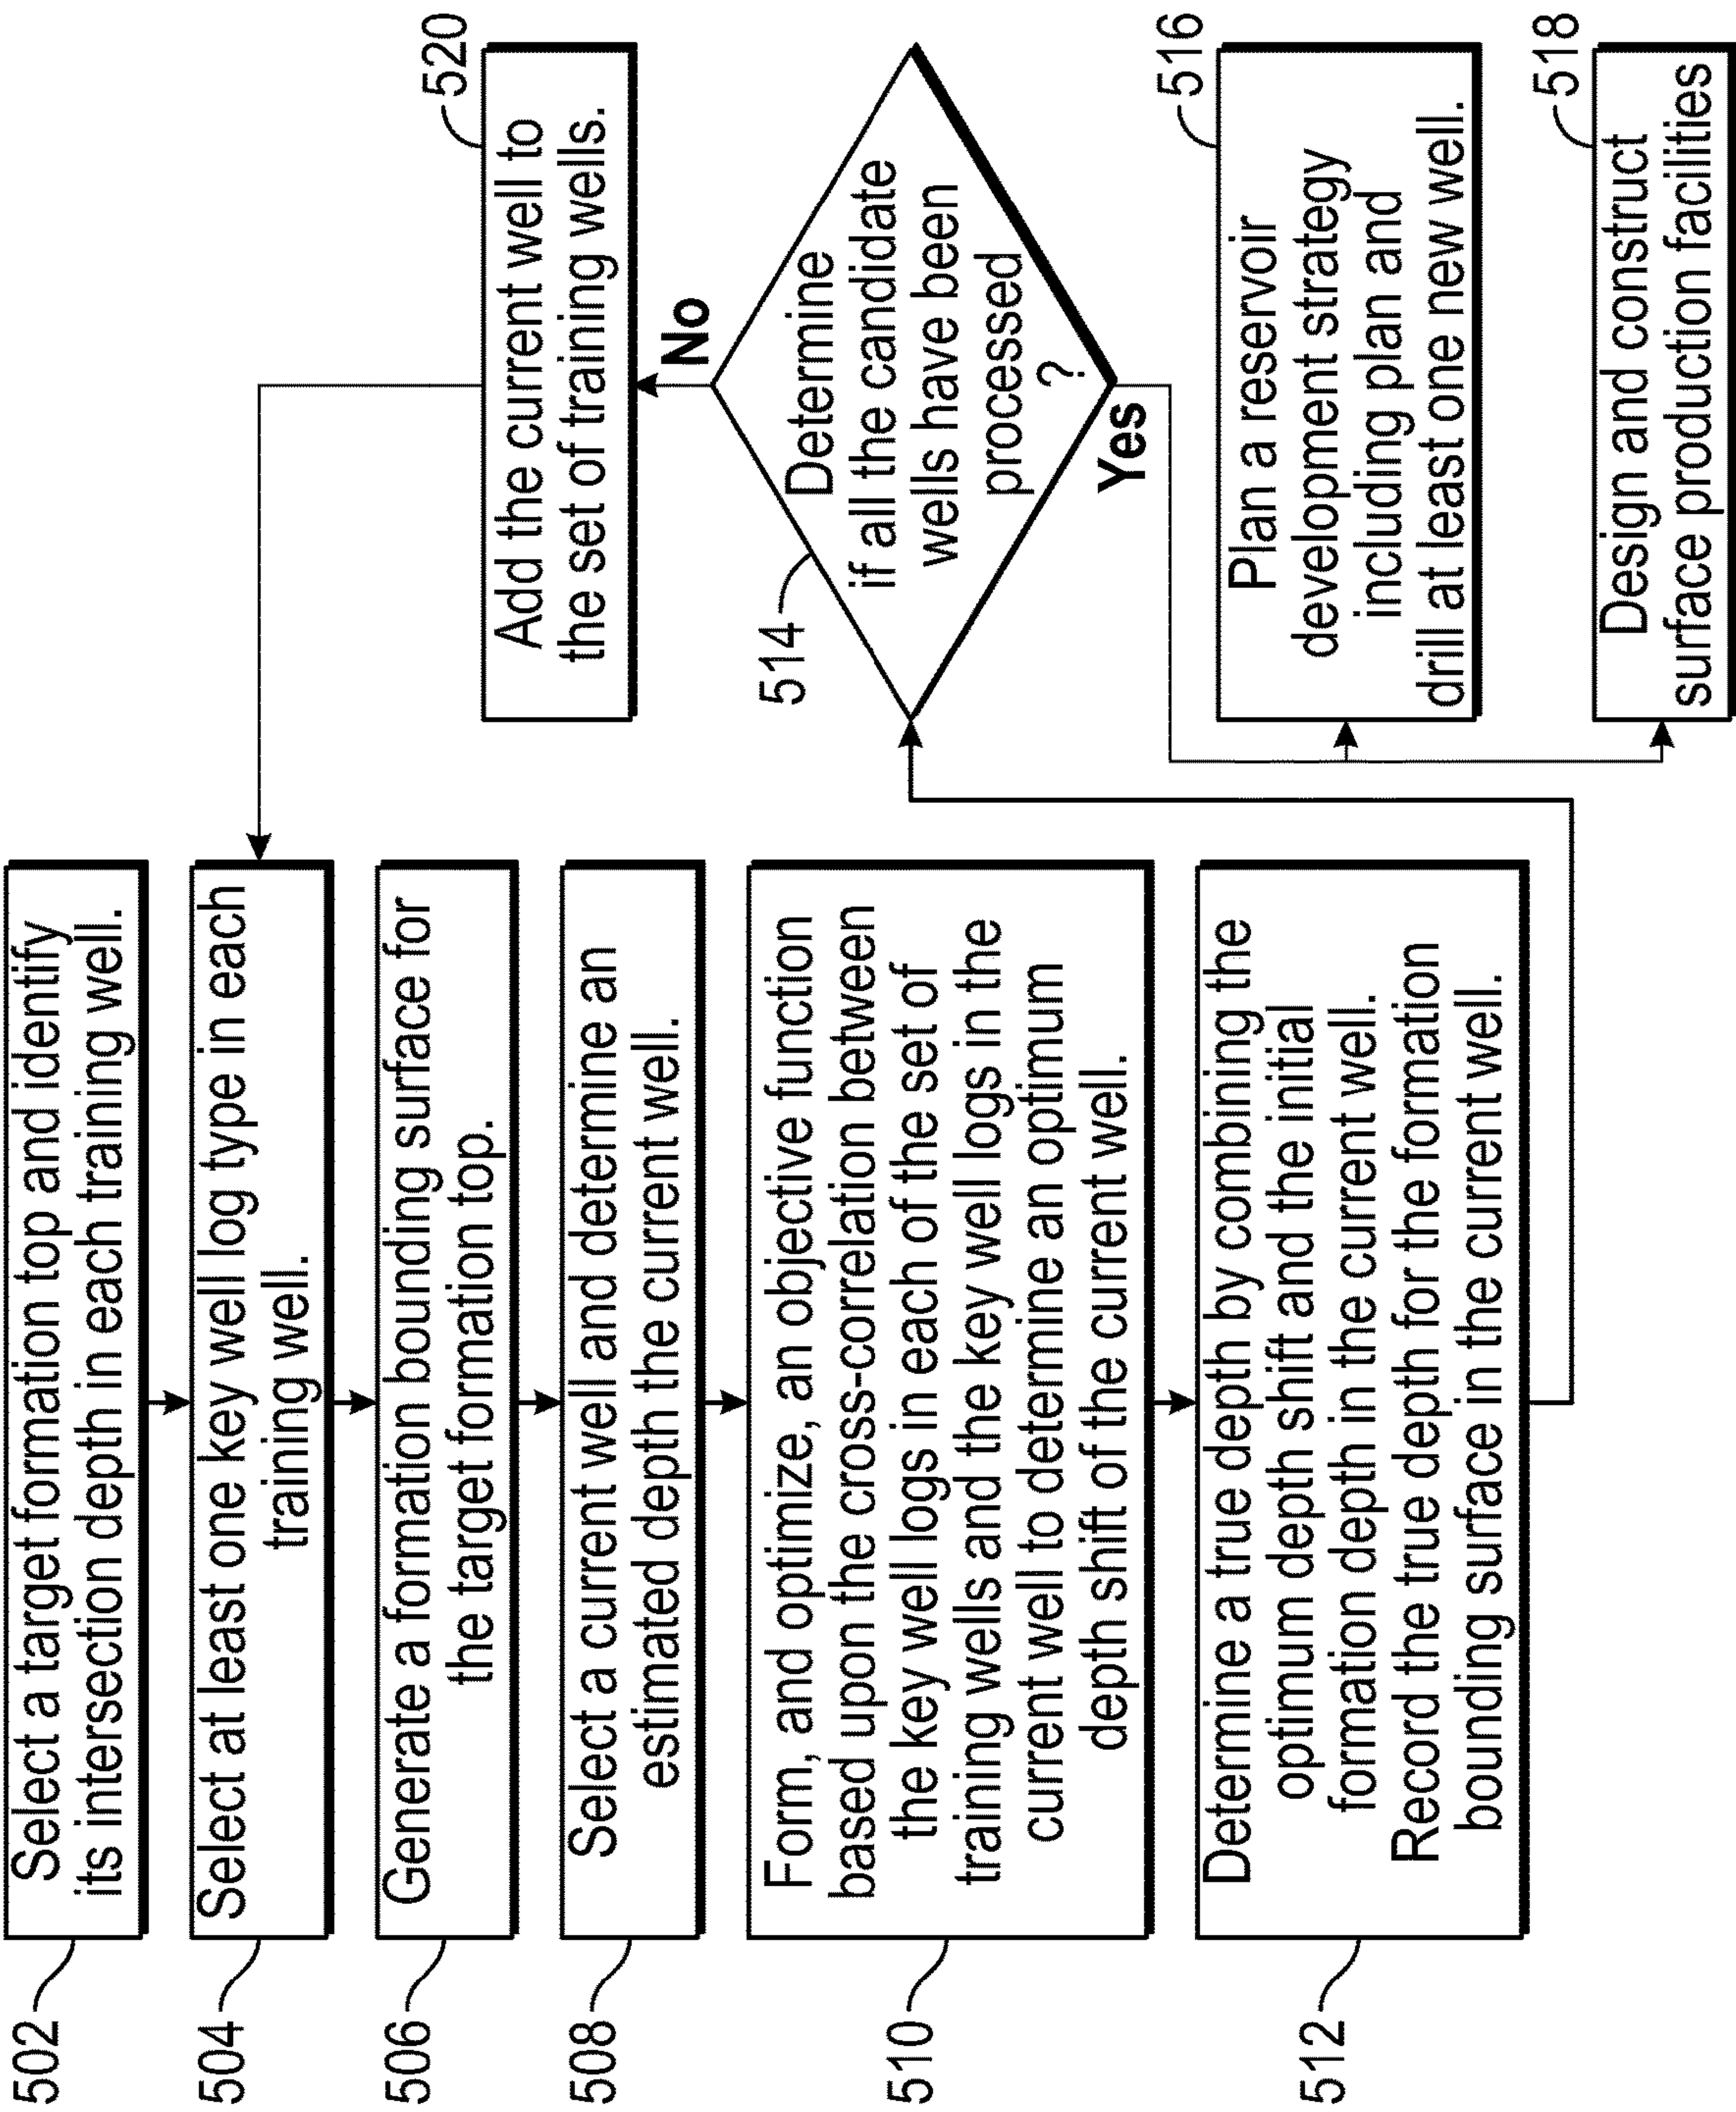 502
Select a target formation top and identify
its intersection depth in each training well.
504
Select at least one key well log type in each
training well.
506
Generate a formation bounding surface for
the target formation top.
508
Select a current well and determine an
estimated depth the current well.
510
Form, and optimize, an objective function
based upon the cross-correlation between
the key well logs in each of the set of
training wells and the key well logs in the
current well to determine an optimum
depth shift of the current well.
512
Determine a true depth by combining the
optimum depth shift and the initial
formation depth in the current well.
Record the true depth for the formation
bounding surface in the current well.
520
Add the current well to
the set of training wells.
No
514
Determine
if all the candidate
wells have been
processed
?
Yes
516
Plan a reservoir
development strategy
including plan and
drill at least one new well.
518
Design and construct
surface production facilities